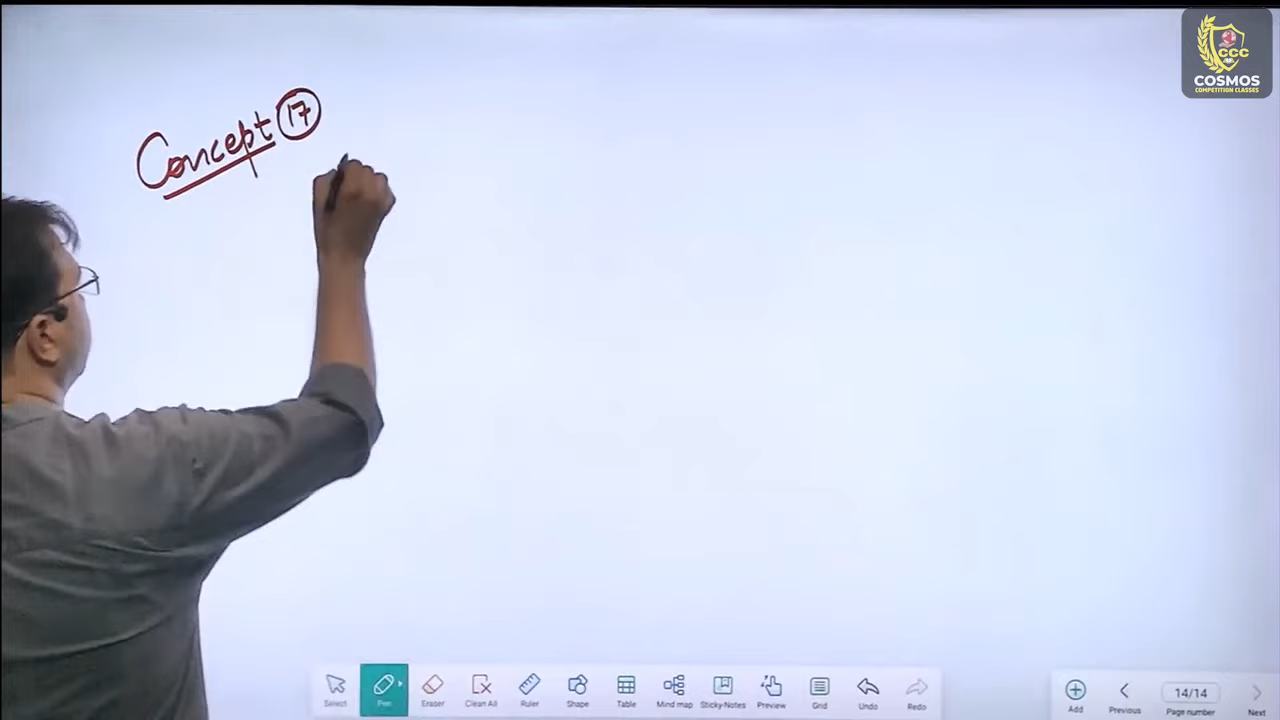 CCC
COSMOS
COMPETITION CLASSES
Concept 17
Select
Pen
Eraser
Clean All
Ruler
Shape
Table
Mind map
Sticky-Notes
Preview
Grid
Undo
Redo
Add
Previous
14/14
Page number
Next